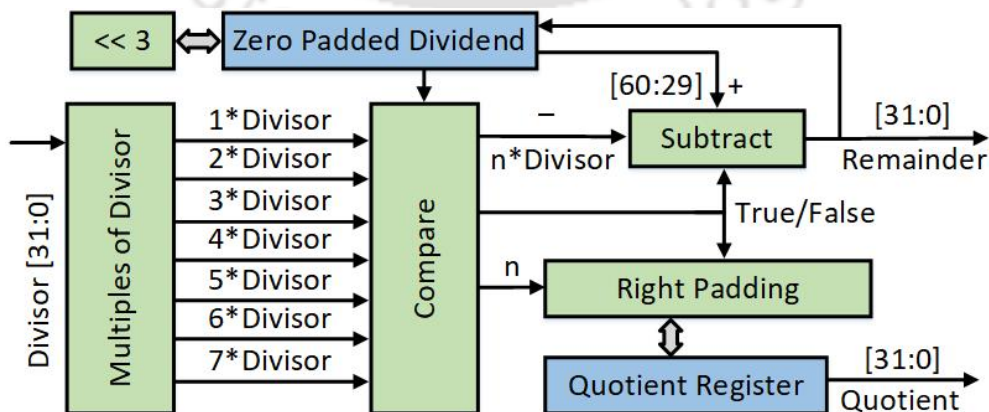 << 3
Zero Padded Dividend
[60:29]
+
Divisor [31:0]
Multiples of Divisor
1*Divisor
2*Divisor
3*Divisor
4*Divisor
5*Divisor
6*Divisor
7*Divisor
Compare
–
n*Divisor
Subtract
[31:0]
Remainder
True/False
n
Right Padding
Quotient Register
[31:0]
Quotient